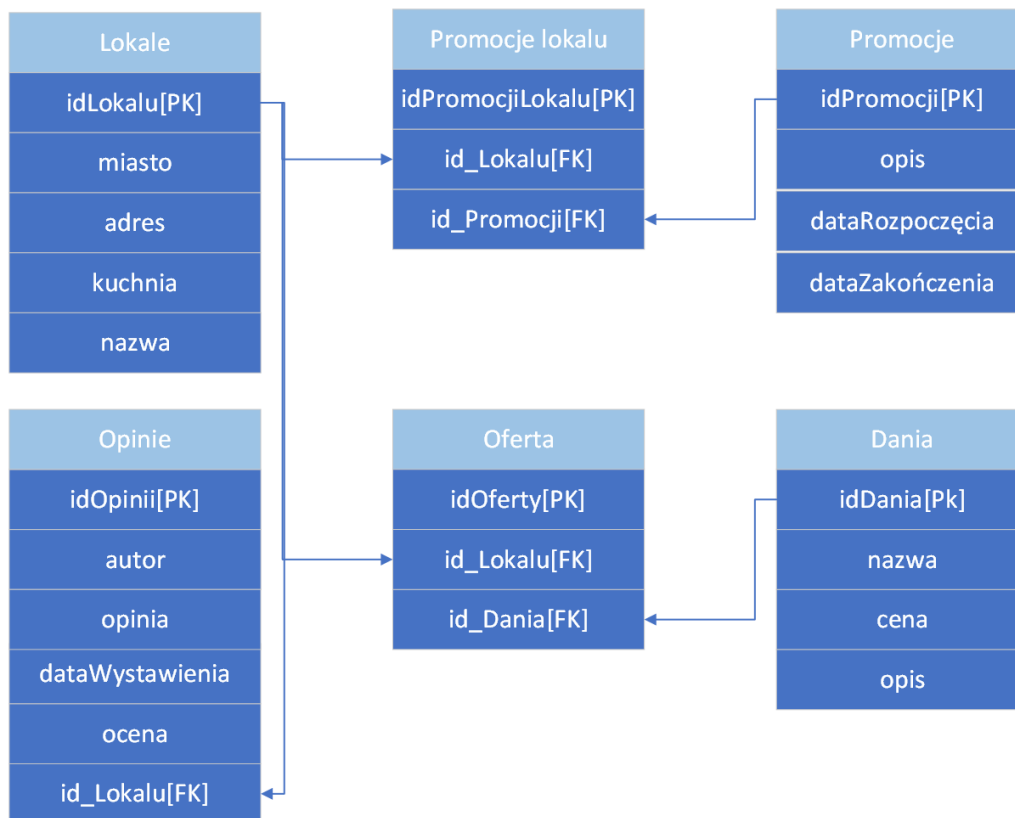 Lokale
idLokalu[PK]
miasto
adres
kuchnia
nazwa
Promocje lokalu
idPromocjiLokalu[PK]
id_Lokalu[FK]
id_Promocji[FK]
Promocje
idPromocji[PK]
opis
dataRozpoczęcia
dataZakończenia
Opinie
idOpinii[PK]
autor
opinia
dataWystawienia
ocena
id_Lokalu[FK]
Oferta
idOferty[PK]
id_Lokalu[FK]
id_Dania[FK]
Dania
idDania[Pk]
nazwa
cena
opis